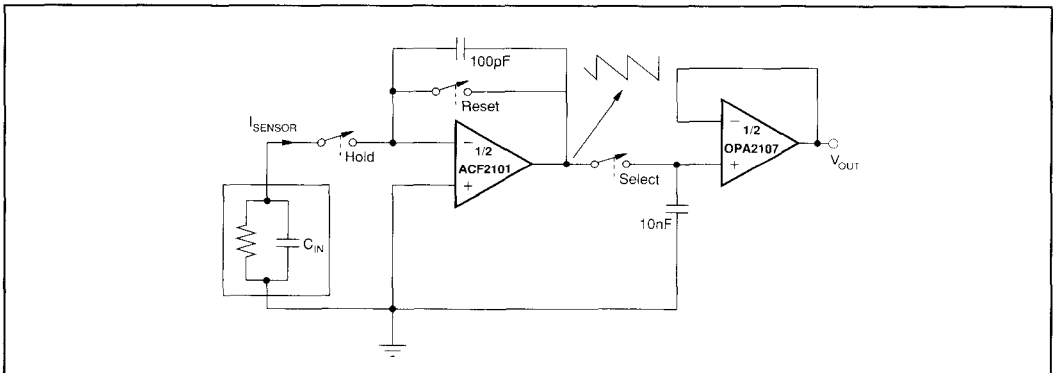 100pF
Reset
I_SENSOR
Hold
−
1/2
ACF2101
+
Select
−
1/2
OPA2107
+
V_OUT
10nF
C_IN